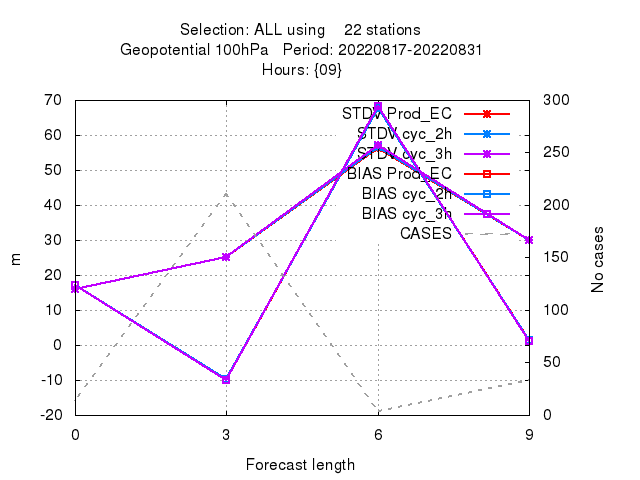 Selection: ALL using    22 stations
Geopotential 100hPa   Period: 20220817-20220831
Hours: {09}
70
60
50
40
30
20
10
0
-10
-20
m
STDV Prod_EC
STDV cyc_2h
STDV cyc_3h
BIAS Prod_EC
BIAS cyc_2h
BIAS cyc_3h
CASES
300
250
200
150
100
50
0
No cases
0 3 6 9
Forecast length